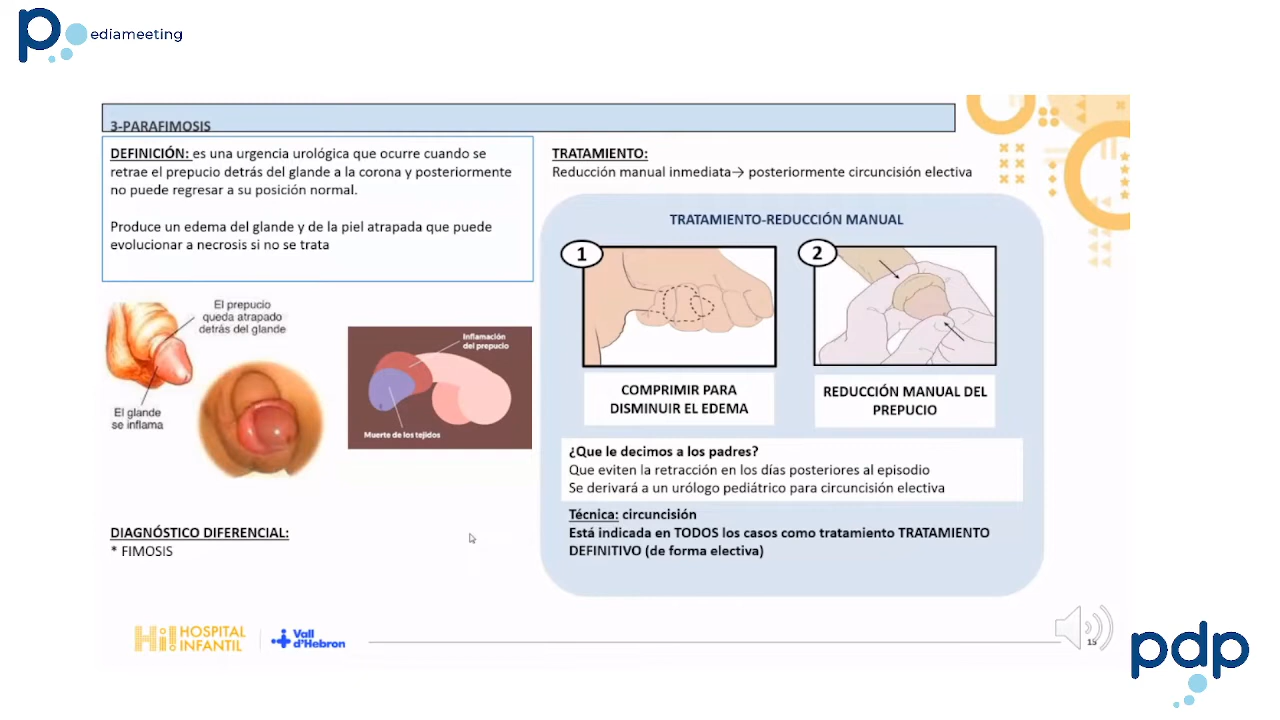 p
ediameeting
3-PARAFIMOSIS
DEFINICIÓN: es una urgencia urológica que ocurre cuando se
retrae el prepucio detrás del glande a la corona y posteriormente
no puede regresar a su posición normal.
Produce un edema del glande y de la piel atrapada que puede
evolucionar a necrosis si no se trata
El prepucio
queda atrapado
detrás del glande
El glande
se inflama
Inflamación
del prepucio
Muerte de los tejidos
DIAGNÓSTICO DIFERENCIAL:
* FIMOSIS
TRATAMIENTO:
Reducción manual inmediata→ posteriormente circuncisión electiva
TRATAMIENTO-REDUCCIÓN MANUAL
1
2
COMPRIMIR PARA
DISMINUIR EL EDEMA
REDUCCIÓN MANUAL DEL
PREPUCIO
¿Que le decimos a los padres?
Que eviten la retracción en los días posteriores al episodio
Se derivará a un urólogo pediátrico para circuncisión electiva
Técnica: circuncisión
Está indicada en TODOS los casos como tratamiento TRATAMIENTO
DEFINITIVO (de forma electiva)
Hi! HOSPITAL
INFANTIL
Vall
d'Hebron
15
pdp